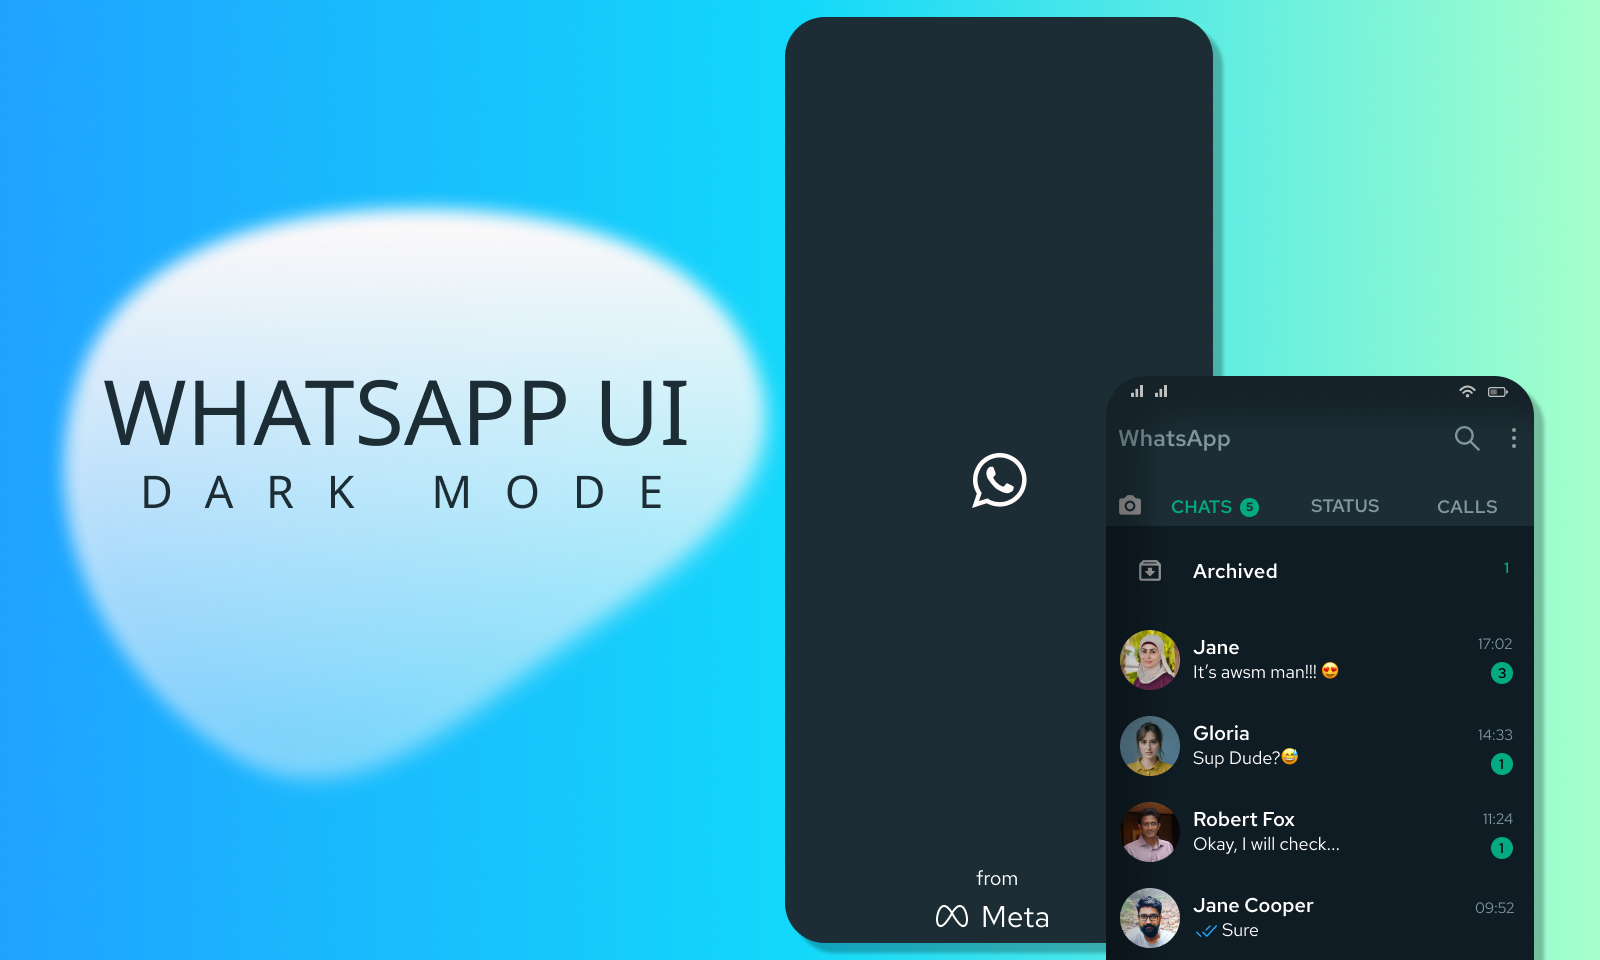 WHATSAPP UI
DARK MODE
from
Meta
WhatsApp
CHATS 5 STATUS CALLS
Archived 1
Jane 17:02
It's awsm man!!! 😍 3
Gloria 14:33
Sup Dude?😅 1
Robert Fox 11:24
Okay, I will check... 1
Jane Cooper 09:52
Sure